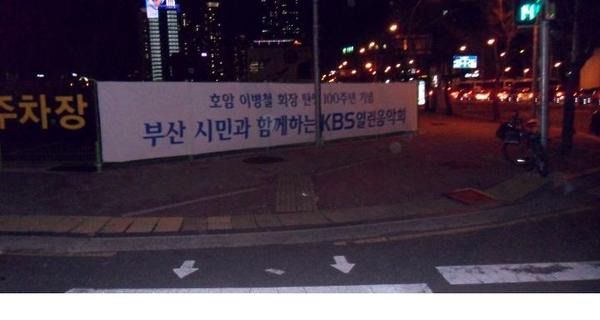 호암 이병철 회장 탄생 100주년 기념
부산 시민과 함께하는 KBS열린음악회
주차장